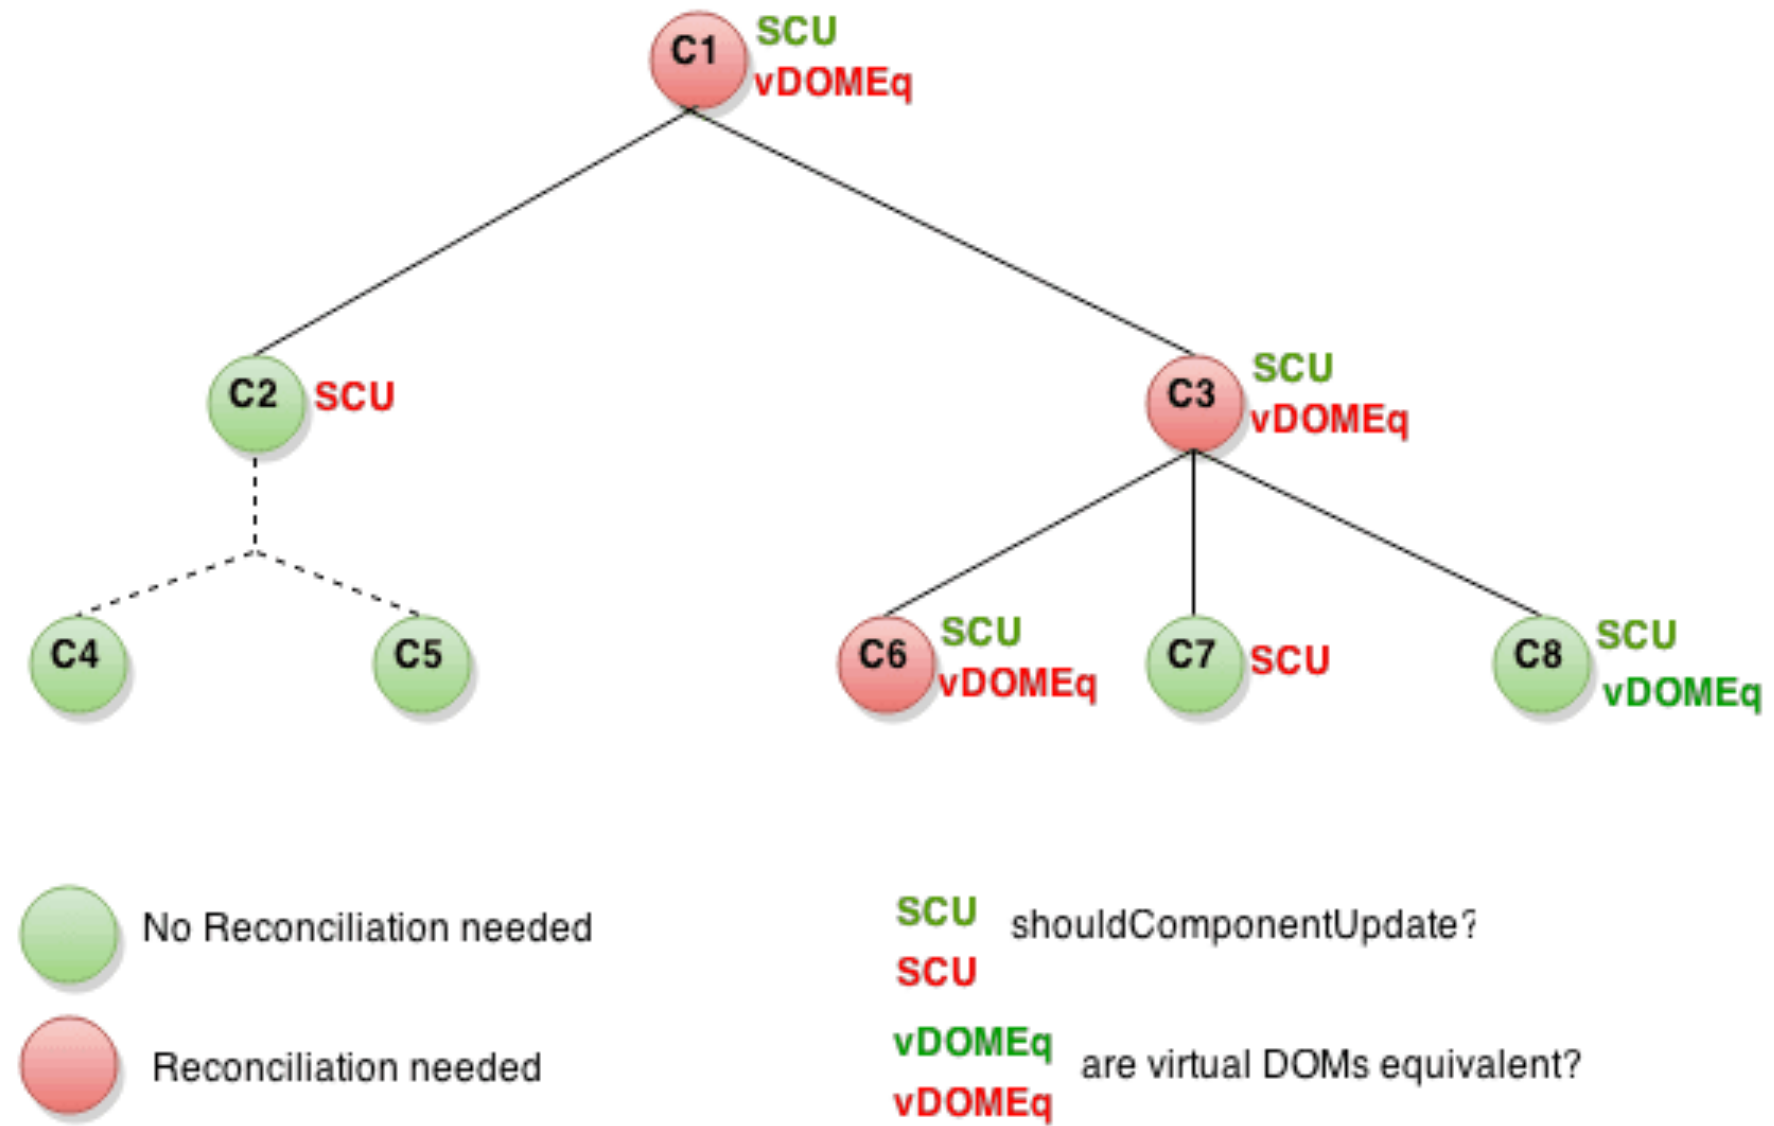 C1
SCU
vDOMEq
C2
SCU
C3
SCU
vDOMEq
C4
C5
C6
SCU
vDOMEq
C7
SCU
C8
SCU
vDOMEq
No Reconciliation needed
Reconciliation needed
SCU
SCU
shouldComponentUpdate?
vDOMEq
vDOMEq
are virtual DOMs equivalent?